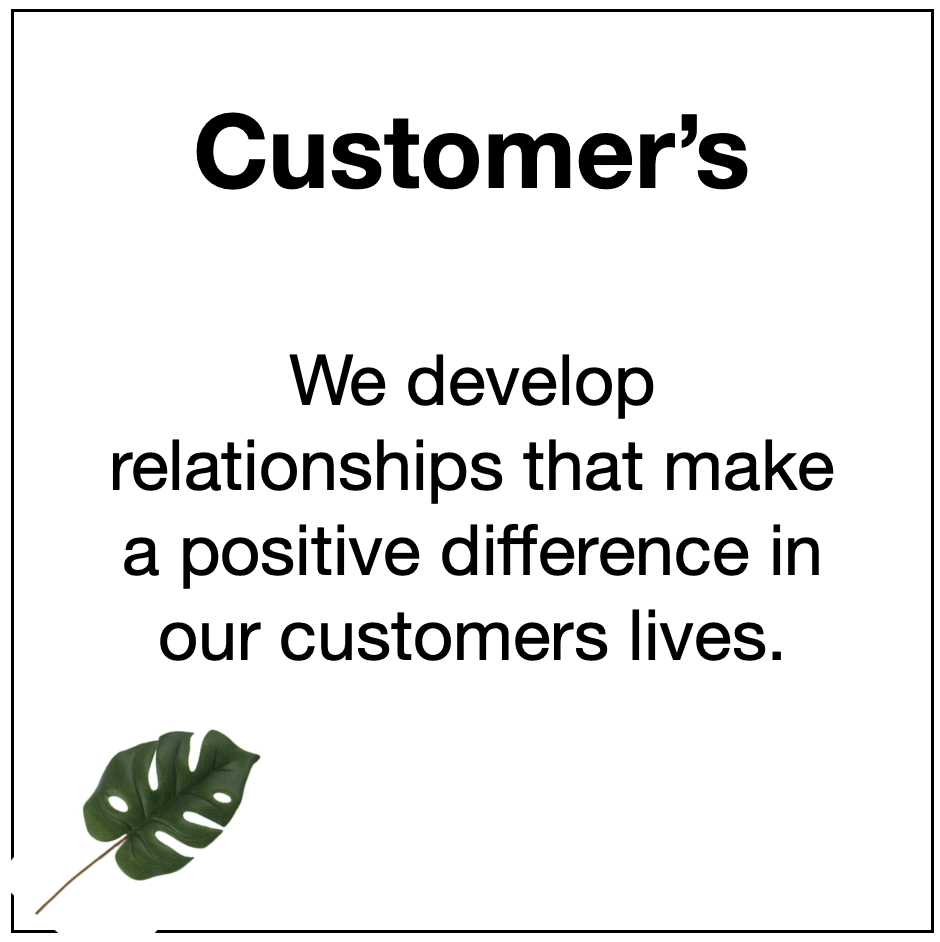 Customer’s
We develop
relationships that make
a positive difference in
our customers lives.